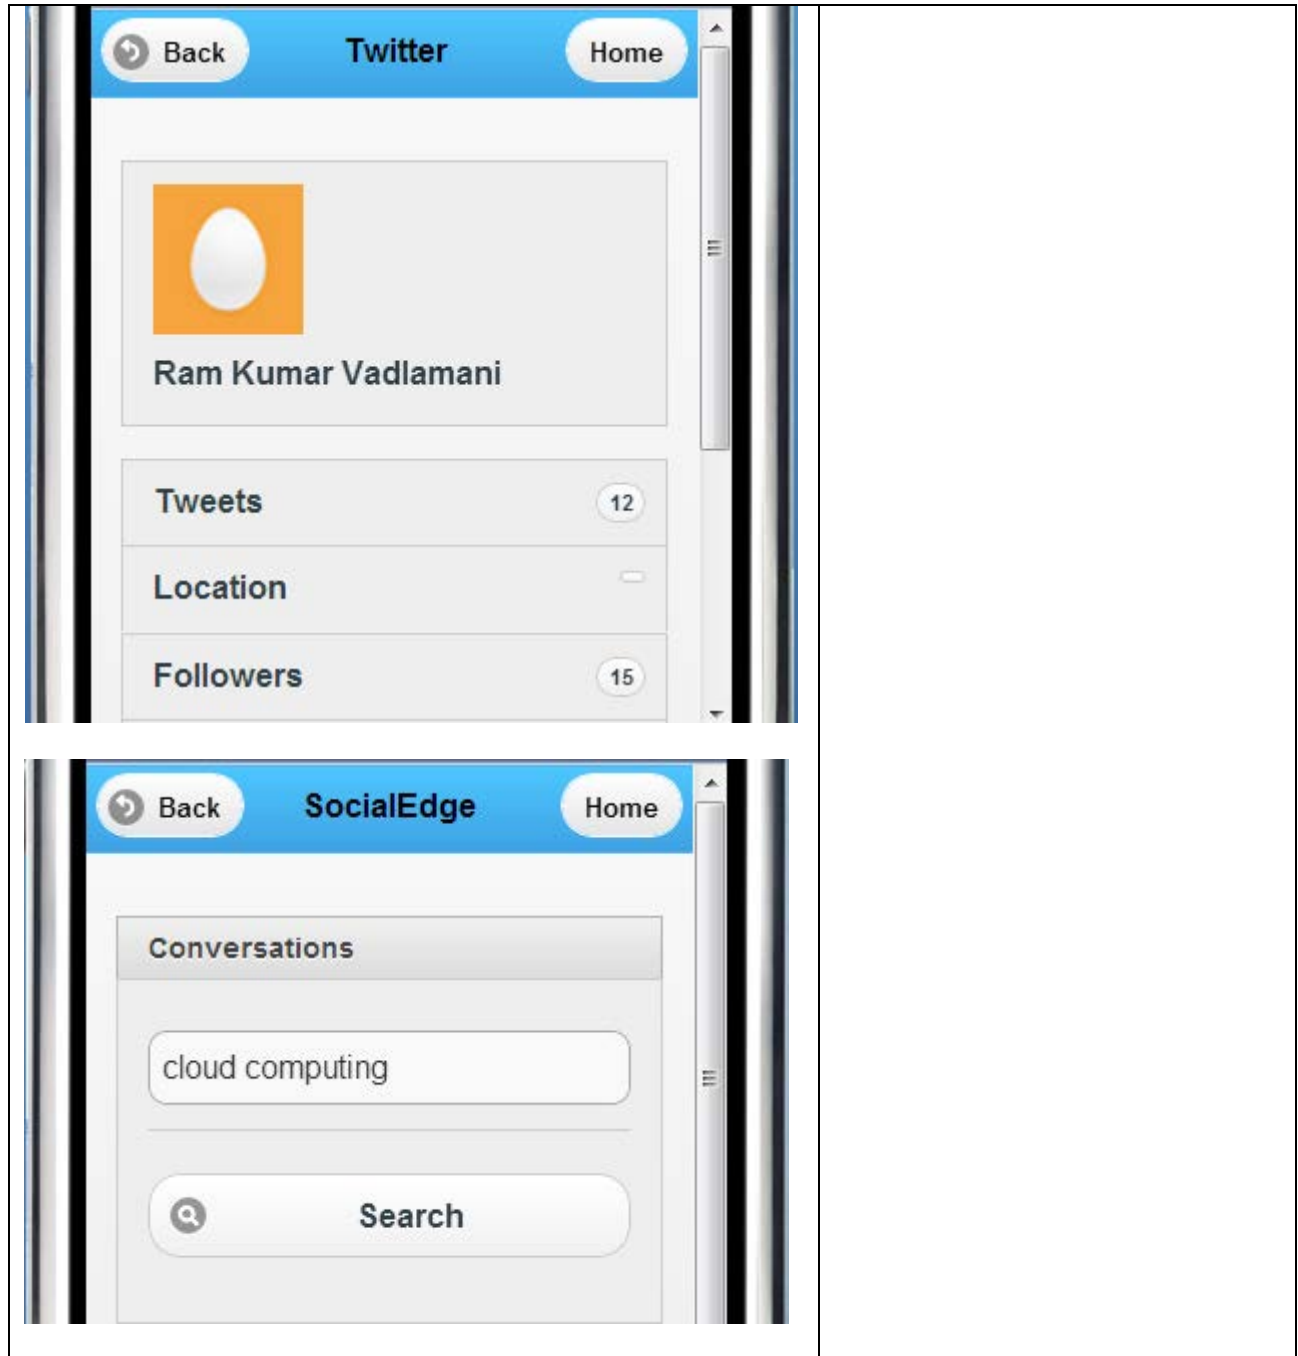 Back Twitter Home
Ram Kumar Vadlamani
Tweets 12
Location
Followers 15
Back SocialEdge Home
Conversations
cloud computing
Search